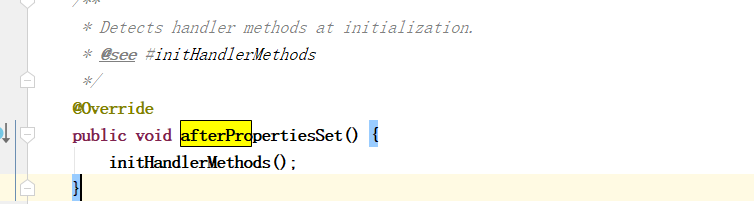 /**
* Detects handler methods at initialization.
* @see #initHandlerMethods
*/
@Override
public void afterPropertiesSet() {
initHandlerMethods();
}